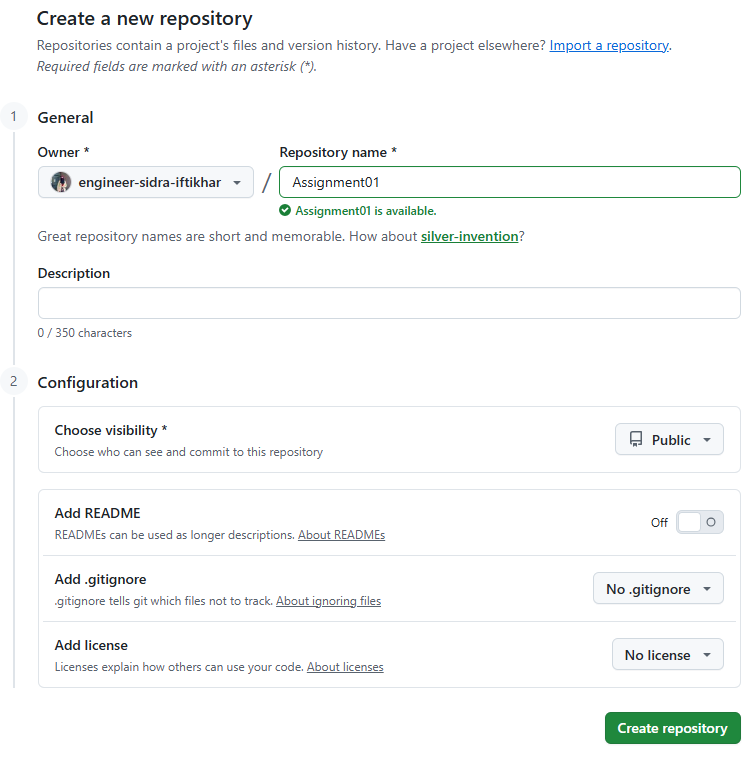 Create a new repository
Repositories contain a project's files and version history. Have a project elsewhere? Import a repository.
Required fields are marked with an asterisk (*).
1 General
Owner * Repository name *
engineer-sidra-iftikhar / Assignment01
Assignment01 is available.
Great repository names are short and memorable. How about silver-invention?
Description
0 / 350 characters
2 Configuration
Choose visibility *
Choose who can see and commit to this repository
Public
Add README
READMEs can be used as longer descriptions. About READMEs
Off
Add .gitignore
.gitignore tells git which files not to track. About ignoring files
No .gitignore
Add license
Licenses explain how others can use your code. About licenses
No license
Create repository